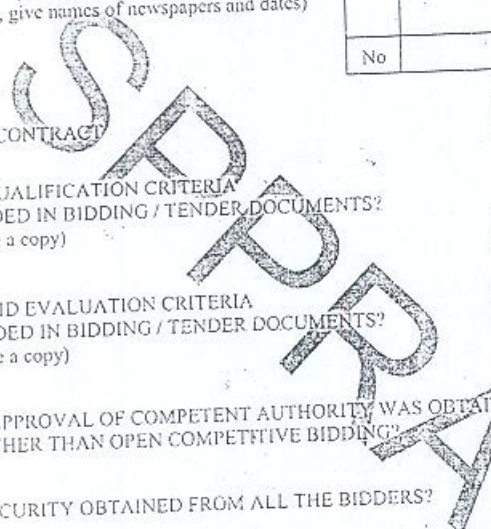 , give names of newspapers and dates)
No
CONTRACT
UALIFICATION CRITERIA
DED IN BIDDING / TENDER DOCUMENTS?
a copy)
ID EVALUATION CRITERIA
DED IN BIDDING / TENDER DOCUMENTS?
e a copy)
PPROVAL OF COMPETENT AUTHORITY WAS OBTAI
HER THAN OPEN COMPETITIVE BIDDING?
CURITY OBTAINED FROM ALL THE BIDDERS?
SPPRA